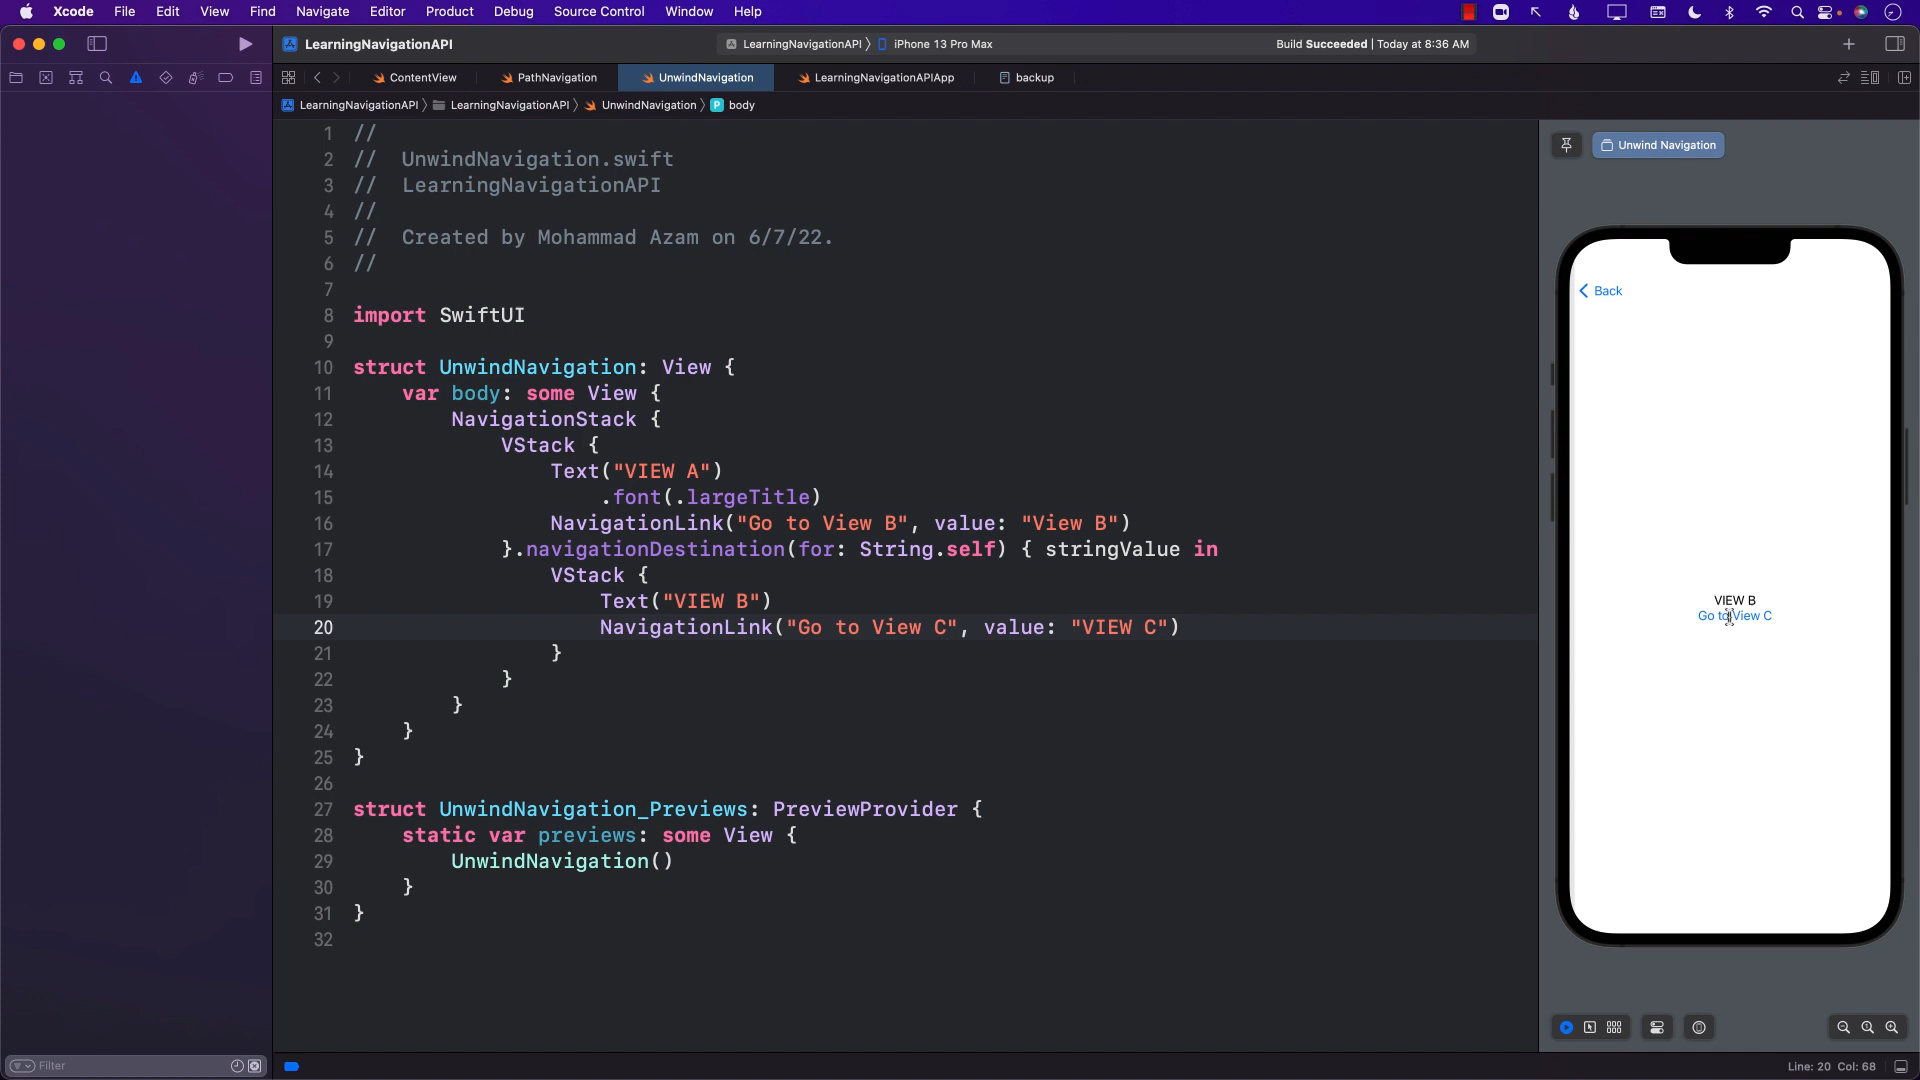 Xcode File Edit View Find Navigate Editor Product Debug Source Control Window Help
LearningNavigationAPI
LearningNavigationAPI iPhone 13 Pro Max
Build Succeeded | Today at 8:36 AM
ContentView PathNavigation UnwindNavigation LearningNavigationAPIApp backup
LearningNavigationAPI LearningNavigationAPI UnwindNavigation P body
1 //
2 //  UnwindNavigation.swift
3 //  LearningNavigationAPI
4 //
5 //  Created by Mohammad Azam on 6/7/22.
6 //
7
8 import SwiftUI
9
10 struct UnwindNavigation: View {
11     var body: some View {
12         NavigationStack {
13             VStack {
14                 Text("VIEW A")
15                     .font(.largeTitle)
16                 NavigationLink("Go to View B", value: "View B")
17             }.navigationDestination(for: String.self) { stringValue in
18                 VStack {
19                     Text("VIEW B")
20                     NavigationLink("Go to View C", value: "VIEW C")
21                 }
22             }
23         }
24     }
25 }
26
27 struct UnwindNavigation_Previews: PreviewProvider {
28     static var previews: some View {
29         UnwindNavigation()
30     }
31 }
32
Unwind Navigation
Back
VIEW B
Go to View C
Filter
Line: 20 Col: 68